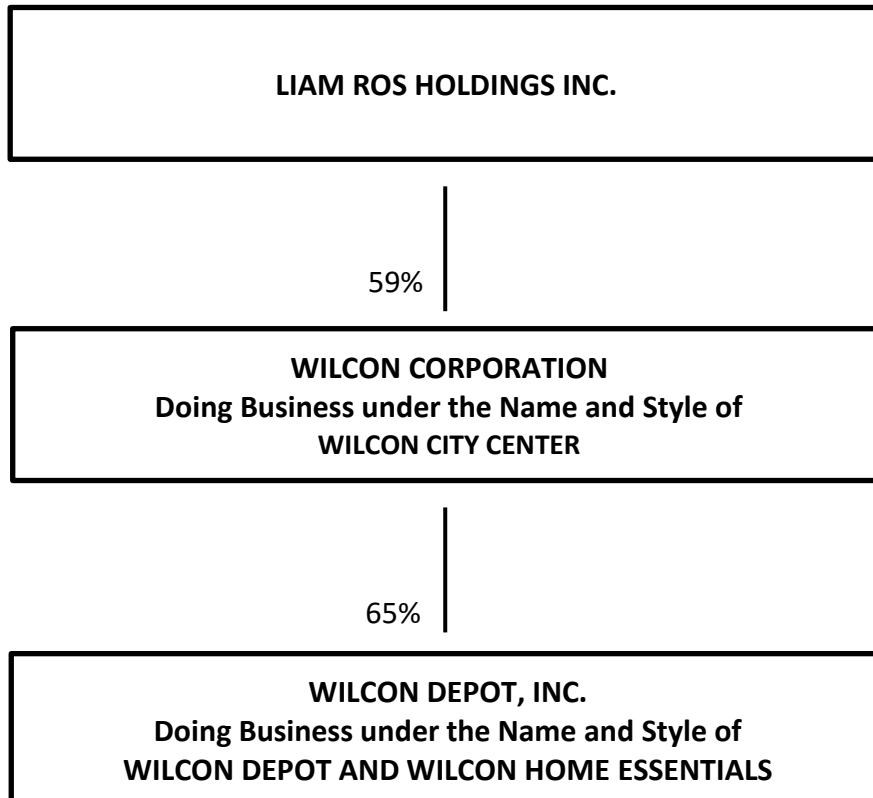 LIAM ROS HOLDINGS INC.
59%
WILCON CORPORATION
Doing Business under the Name and Style of
WILCON CITY CENTER
65%
WILCON DEPOT, INC.
Doing Business under the Name and Style of
WILCON DEPOT AND WILCON HOME ESSENTIALS